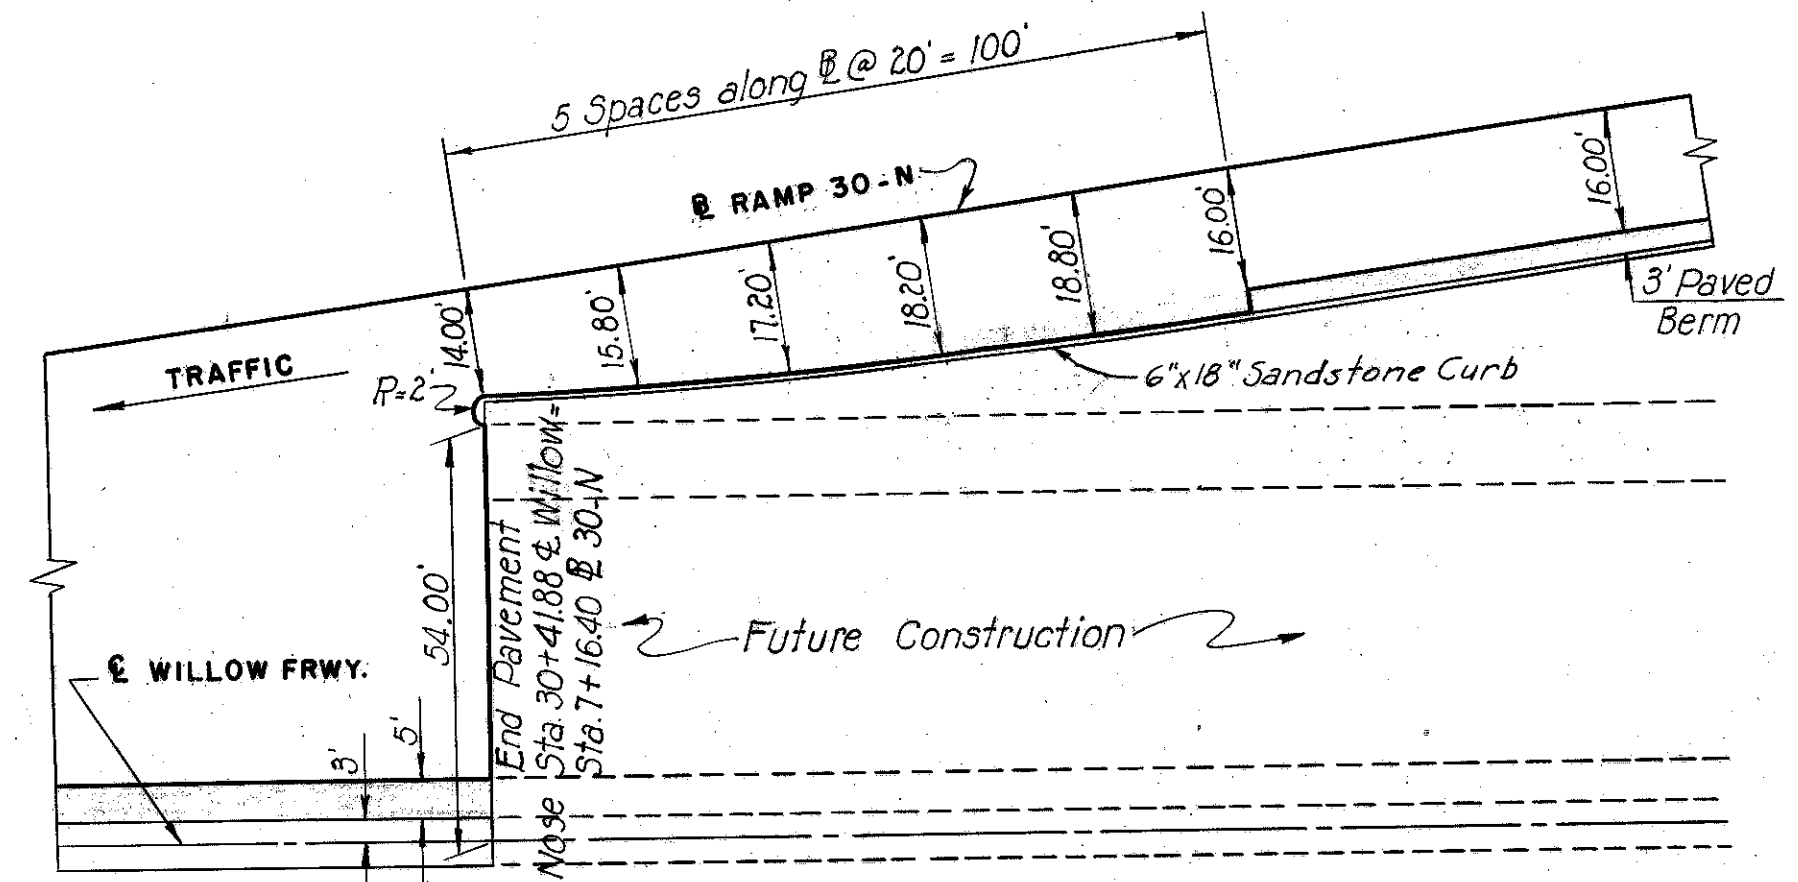 5 Spaces along ℄ @ 20' = 100'
℄ RAMP 30-N
16.00'
14.00'
15.80'
17.20'
18.20'
18.80'
16.00'
3' Paved
Berm
TRAFFIC
R=2'
6"x18" Sandstone Curb
54.00'
End Pavement
Nose Sta. 30+41.88 ℄ Willow=
Sta. 7+16.40 ℄ 30-N
Future Construction
℄ WILLOW FRWY.
5'
3'